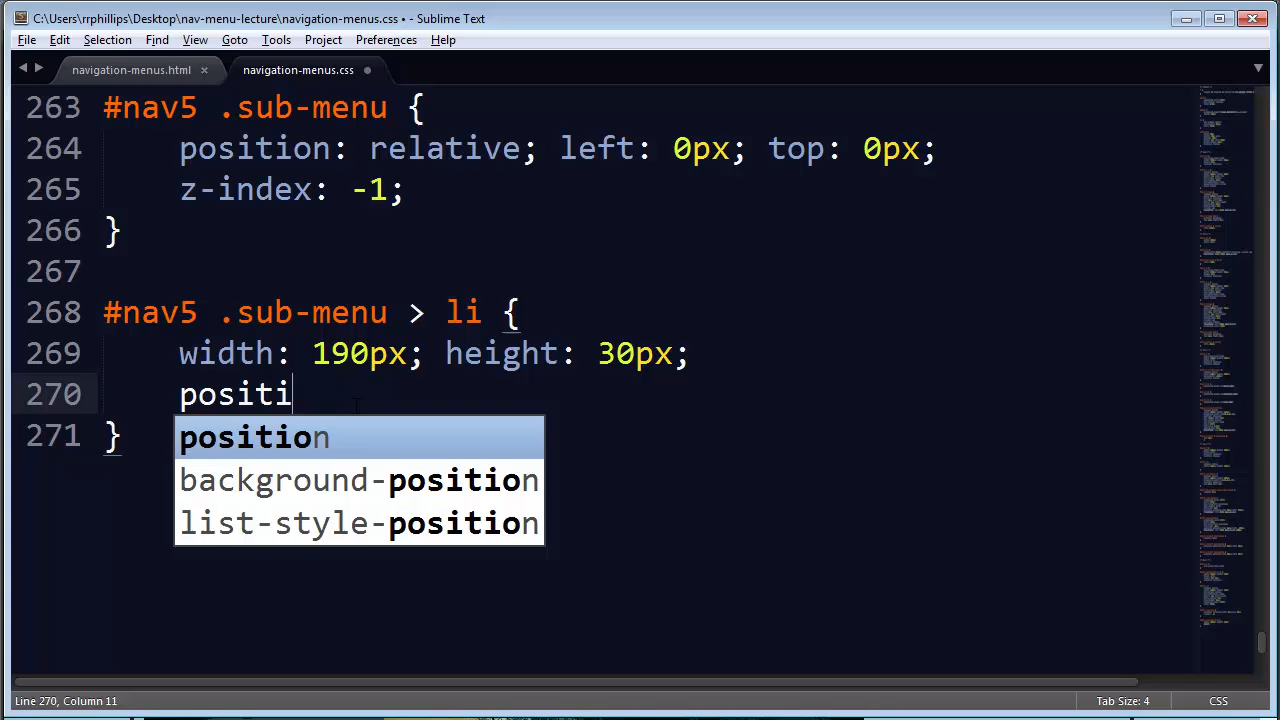 C:\Users\rrphillips\Desktop\nav-menu-lecture\navigation-menus.css • - Sublime Text
File Edit Selection Find View Goto Tools Project Preferences Help
navigation-menus.html × navigation-menus.css
263 #nav5 .sub-menu {
264 position: relative; left: 0px; top: 0px;
265 z-index: -1;
266 }
267
268 #nav5 .sub-menu > li {
269 width: 190px; height: 30px;
270 positi
position
271 }
background-position
list-style-position
Line 270, Column 11 Tab Size: 4 CSS